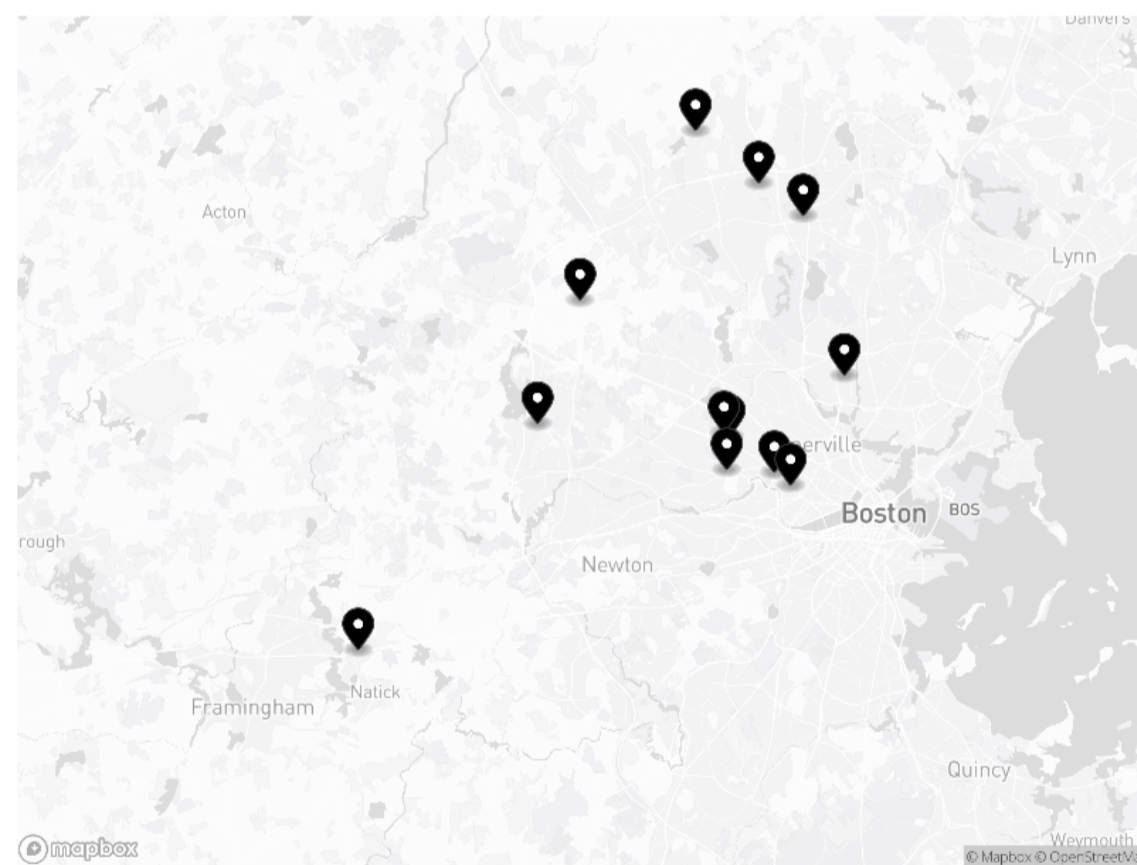 Danvers
Acton
Lynn
erville
Boston
BOS
rough
Newton
Natick
Framingham
Quincy
Weymouth
mapbox
© Mapbox © OpenStreetM